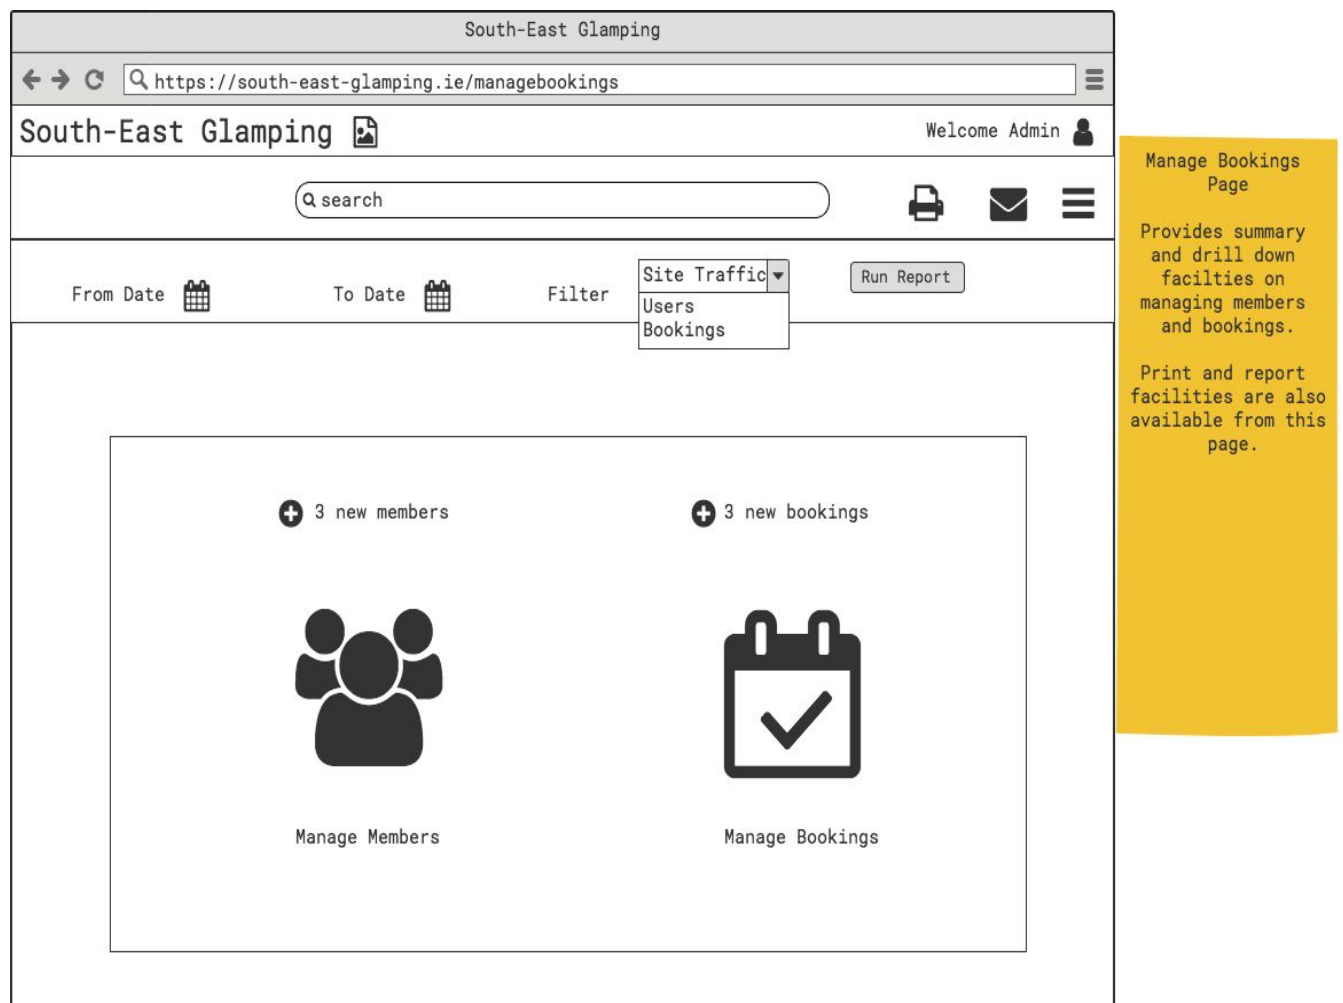 South-East Glamping
https://south-east-glamping.ie/managebookings
South-East Glamping
Welcome Admin
search
From Date
To Date
Filter
Site Traffic
Users
Bookings
Run Report
3 new members
3 new bookings
Manage Members
Manage Bookings
Manage Bookings
Page
Provides summary
and drill down
facilties on
managing members
and bookings.
Print and report
facilities are also
available from this
page.